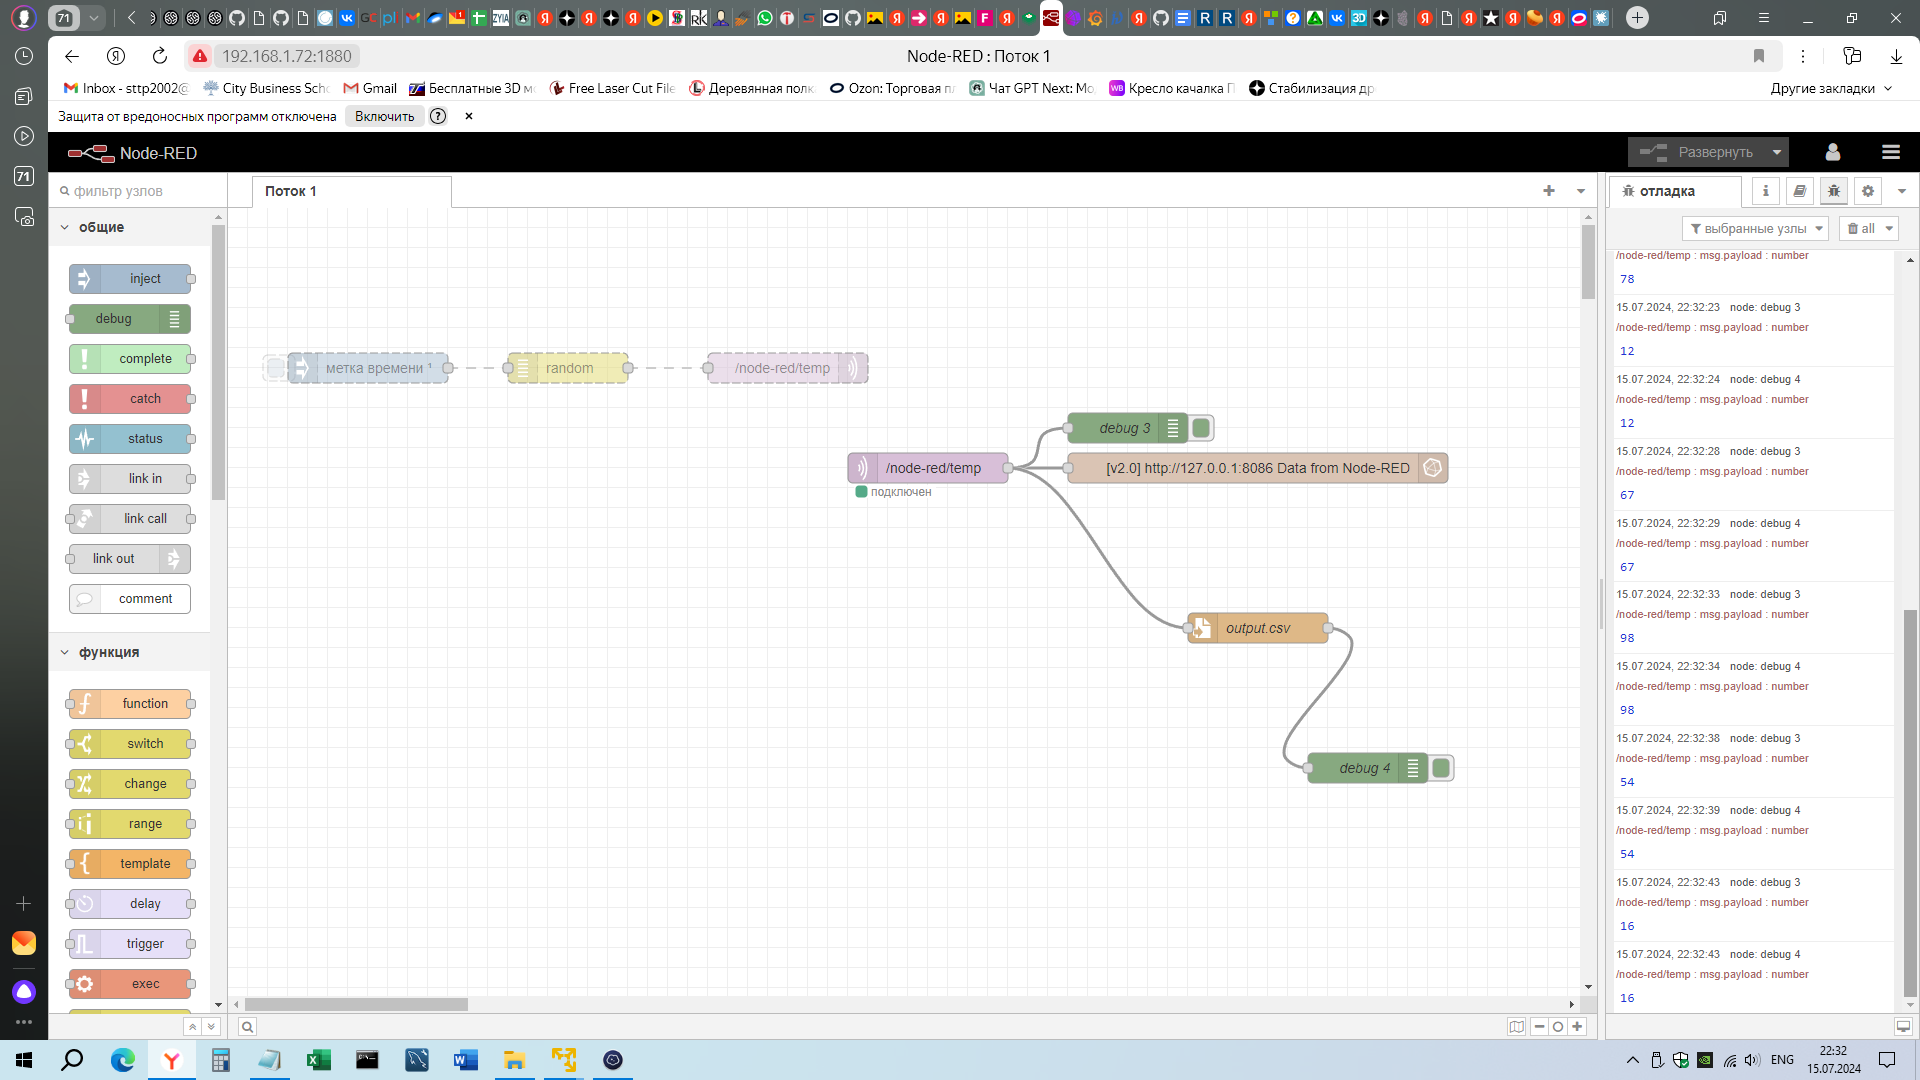 71
192.168.1.72:1880
Node-RED : Поток 1
Inbox - sttp2002@
City Business Sch
Gmail
Бесплатные 3D м
Free Laser Cut File
Деревянная полк
Ozon: Торговая пл
Чат GPT Next: Мо
Кресло качалка П
Стабилизация др
Другие закладки
Защита от вредоносных программ отключена
Включить
Node-RED
Развернуть
71
фильтр узлов
Поток 1
отладка
общие
выбранные узлы
all
inject
debug
complete
catch
status
link in
link call
link out
comment
функция
function
switch
change
range
template
delay
trigger
exec
метка времени ¹
random
/node-red/temp
debug 3
/node-red/temp
[v2.0] http://127.0.0.1:8086 Data from Node-RED
подключен
output.csv
debug 4
/node-red/temp : msg.payload : number
78
15.07.2024, 22:32:23 node: debug 3
/node-red/temp : msg.payload : number
12
15.07.2024, 22:32:24 node: debug 4
/node-red/temp : msg.payload : number
12
15.07.2024, 22:32:28 node: debug 3
/node-red/temp : msg.payload : number
67
15.07.2024, 22:32:29 node: debug 4
/node-red/temp : msg.payload : number
67
15.07.2024, 22:32:33 node: debug 3
/node-red/temp : msg.payload : number
98
15.07.2024, 22:32:34 node: debug 4
/node-red/temp : msg.payload : number
98
15.07.2024, 22:32:38 node: debug 3
/node-red/temp : msg.payload : number
54
15.07.2024, 22:32:39 node: debug 4
/node-red/temp : msg.payload : number
54
15.07.2024, 22:32:43 node: debug 3
/node-red/temp : msg.payload : number
16
15.07.2024, 22:32:43 node: debug 4
/node-red/temp : msg.payload : number
16
ENG
22:32
15.07.2024